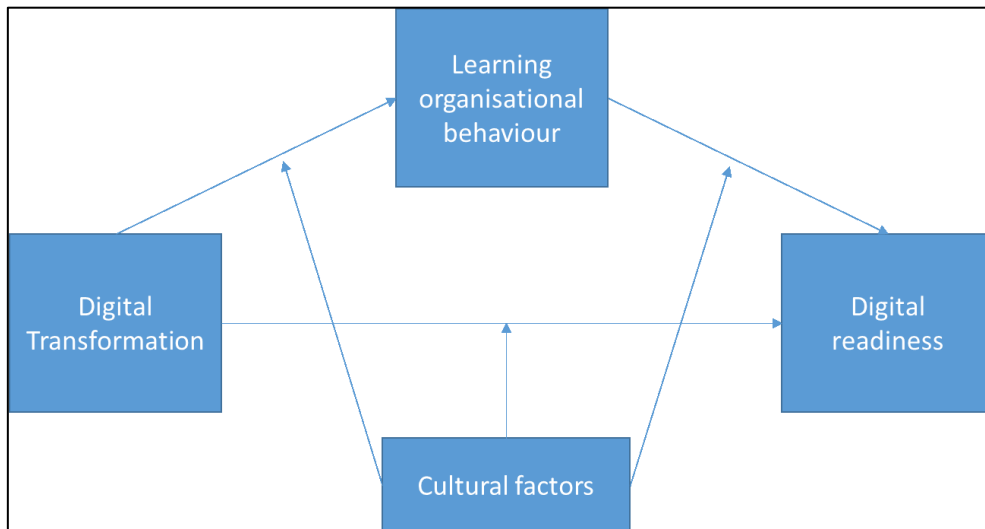 Learning
organisational
behaviour
Digital
Transformation
Digital
readiness
Cultural factors